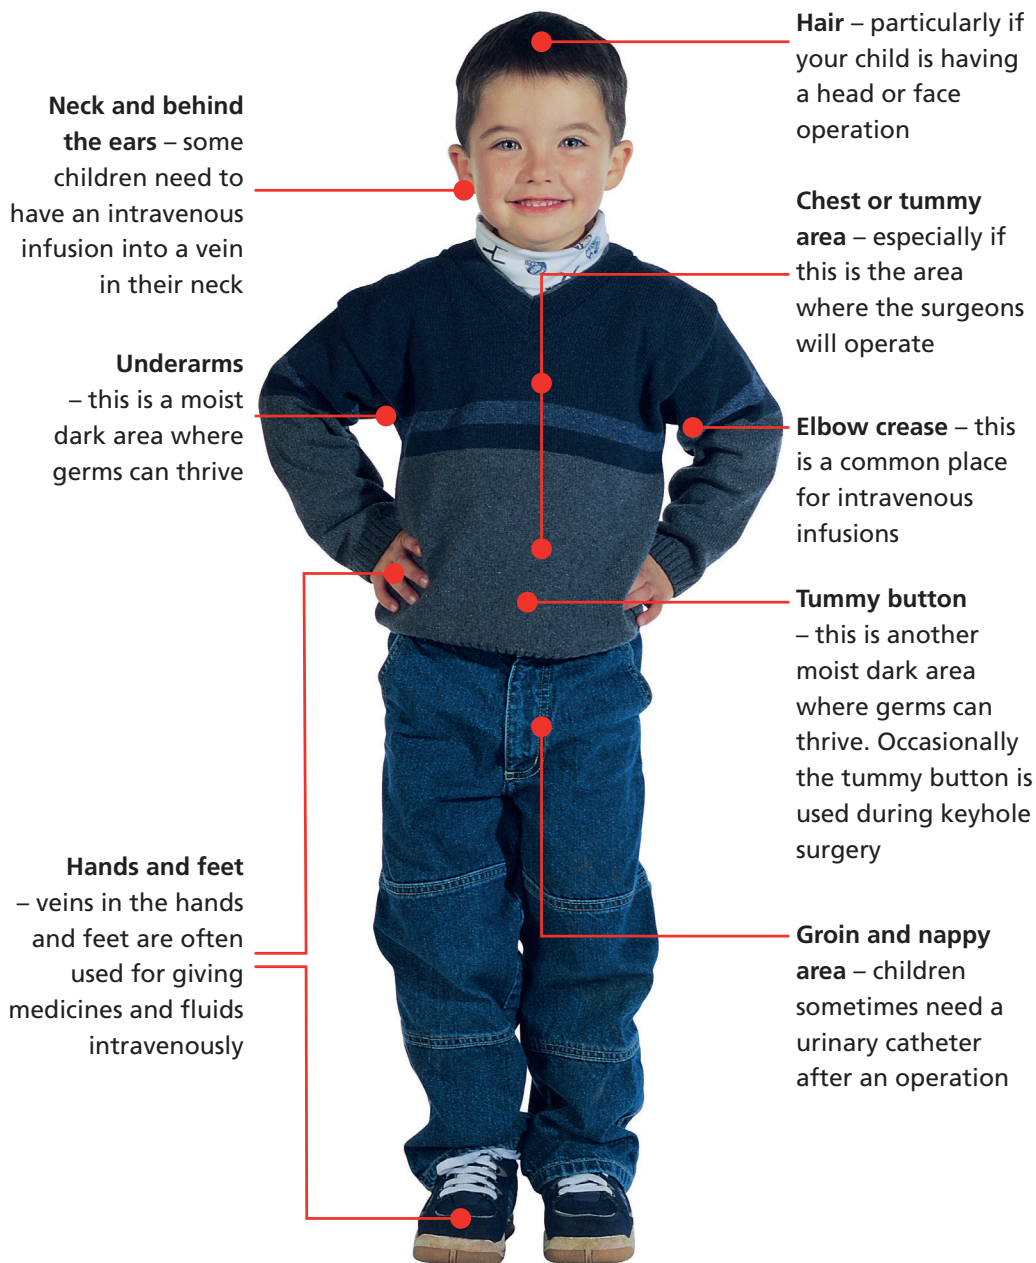 Hair – particularly if
your child is having
a head or face
operation
Neck and behind
the ears – some
children need to
have an intravenous
infusion into a vein
in their neck
Chest or tummy
area – especially if
this is the area
where the surgeons
will operate
Underarms
– this is a moist
dark area where
germs can thrive
Elbow crease – this
is a common place
for intravenous
infusions
Tummy button
– this is another
moist dark area
where germs can
thrive. Occasionally
the tummy button is
used during keyhole
surgery
Hands and feet
– veins in the hands
and feet are often
used for giving
medicines and fluids
intravenously
Groin and nappy
area – children
sometimes need a
urinary catheter
after an operation